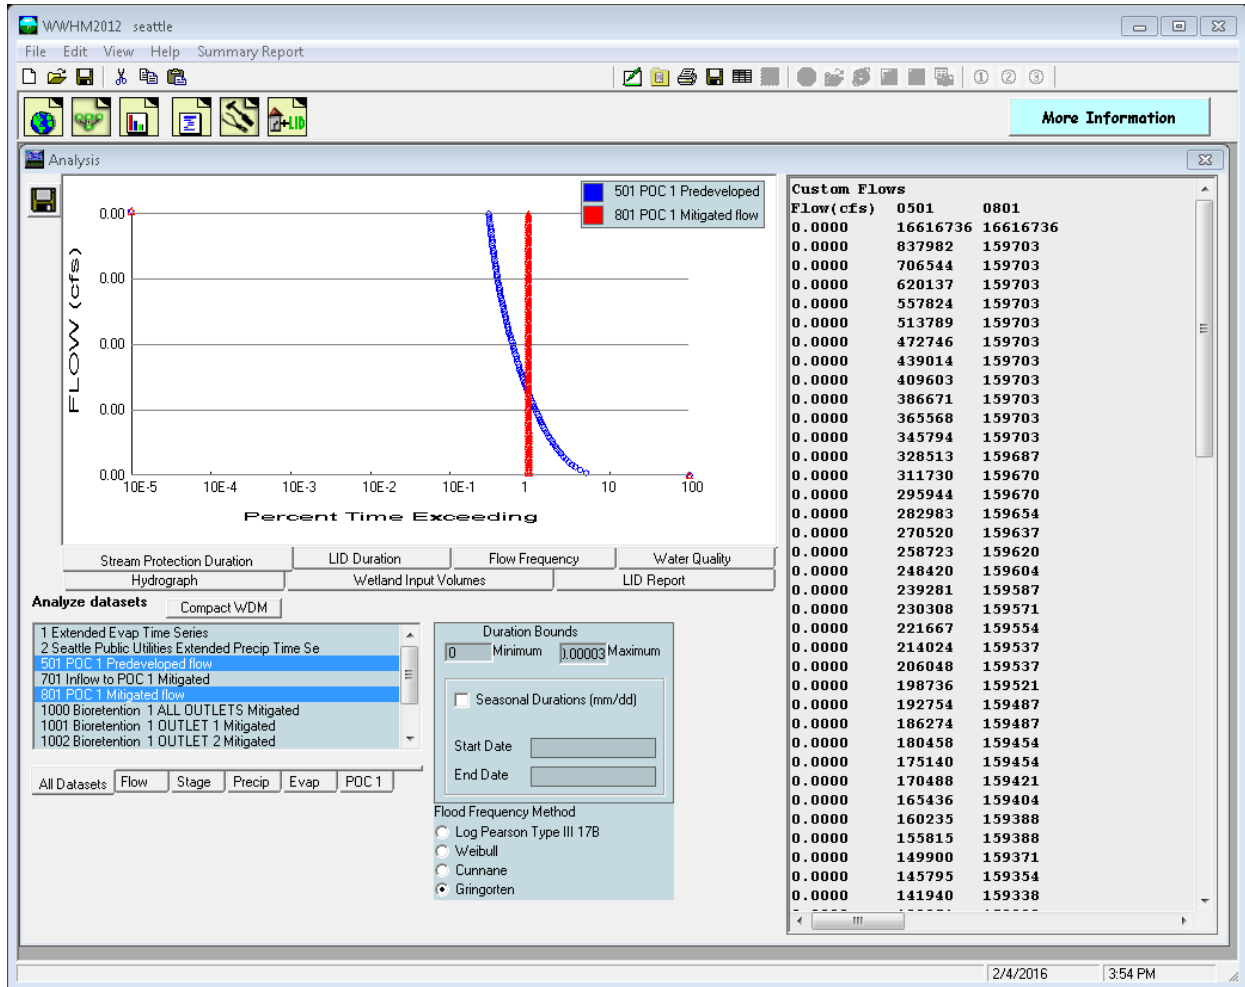 WWHM2012 seattle
File Edit View Help Summary Report
① ② ③
+LID
More Information
Analysis
501 POC 1 Predeveloped
801 POC 1 Mitigated flow
FLOW (cfs)
0.00
0.00
0.00
0.00
0.00
10E-5 10E-4 10E-3 10E-2 10E-1 1 10 100
Percent Time Exceeding
Stream Protection Duration LID Duration Flow Frequency Water Quality
Hydrograph Wetland Input Volumes LID Report
Analyze datasets Compact WDM
1 Extended Evap Time Series
2 Seattle Public Utilities Extended Precip Time Se
501 POC 1 Predeveloped flow
701 Inflow to POC 1 Mitigated
801 POC 1 Mitigated flow
1000 Bioretention 1 ALL OUTLETS Mitigated
1001 Bioretention 1 OUTLET 1 Mitigated
1002 Bioretention 1 OUTLET 2 Mitigated
All Datasets Flow Stage Precip Evap POC 1
Duration Bounds
0 Minimum 0.00003 Maximum
Seasonal Durations (mm/dd)
Start Date
End Date
Flood Frequency Method
Log Pearson Type III 17B
Weibull
Cunnane
Gringorten
Custom Flows
Flow(cfs) 0501 0801
0.0000 16616736 16616736
0.0000 837982 159703
0.0000 706544 159703
0.0000 620137 159703
0.0000 557824 159703
0.0000 513789 159703
0.0000 472746 159703
0.0000 439014 159703
0.0000 409603 159703
0.0000 386671 159703
0.0000 365568 159703
0.0000 345794 159703
0.0000 328513 159687
0.0000 311730 159670
0.0000 295944 159670
0.0000 282983 159654
0.0000 270520 159637
0.0000 258723 159620
0.0000 248420 159604
0.0000 239281 159587
0.0000 230308 159571
0.0000 221667 159554
0.0000 214024 159537
0.0000 206048 159537
0.0000 198736 159521
0.0000 192754 159487
0.0000 186274 159487
0.0000 180458 159454
0.0000 175140 159454
0.0000 170488 159421
0.0000 165436 159404
0.0000 160235 159388
0.0000 155815 159388
0.0000 149900 159371
0.0000 145795 159354
0.0000 141940 159338
2/4/2016 3:54 PM